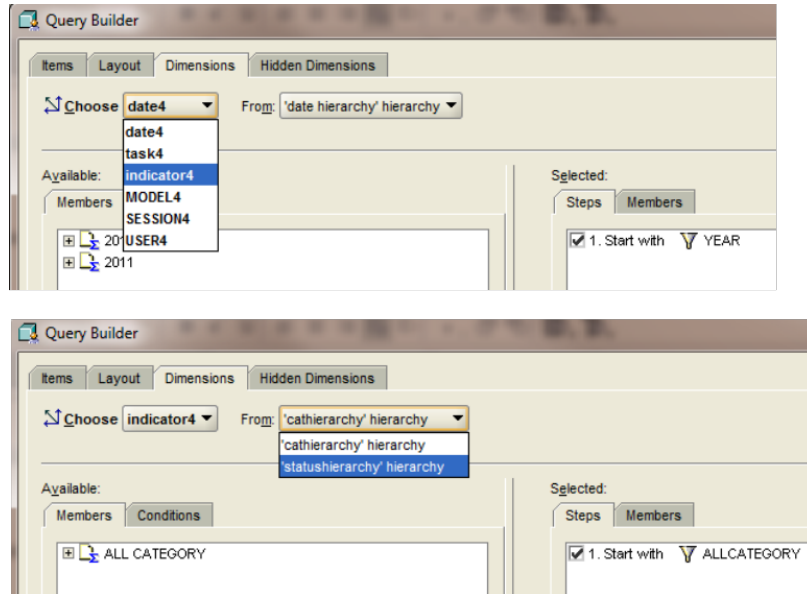 Query Builder
Items Layout Dimensions Hidden Dimensions
Choose date4 From: 'date hierarchy' hierarchy
date4
task4
indicator4
MODEL4
SESSION4
USER4
Available:
Members
2011
Selected:
Steps Members
1. Start with YEAR
Query Builder
Items Layout Dimensions Hidden Dimensions
Choose indicator4 From: 'cathierarchy' hierarchy
'cathierarchy' hierarchy
'statushierarchy' hierarchy
Available:
Members Conditions
ALL CATEGORY
Selected:
Steps Members
1. Start with ALLCATEGORY